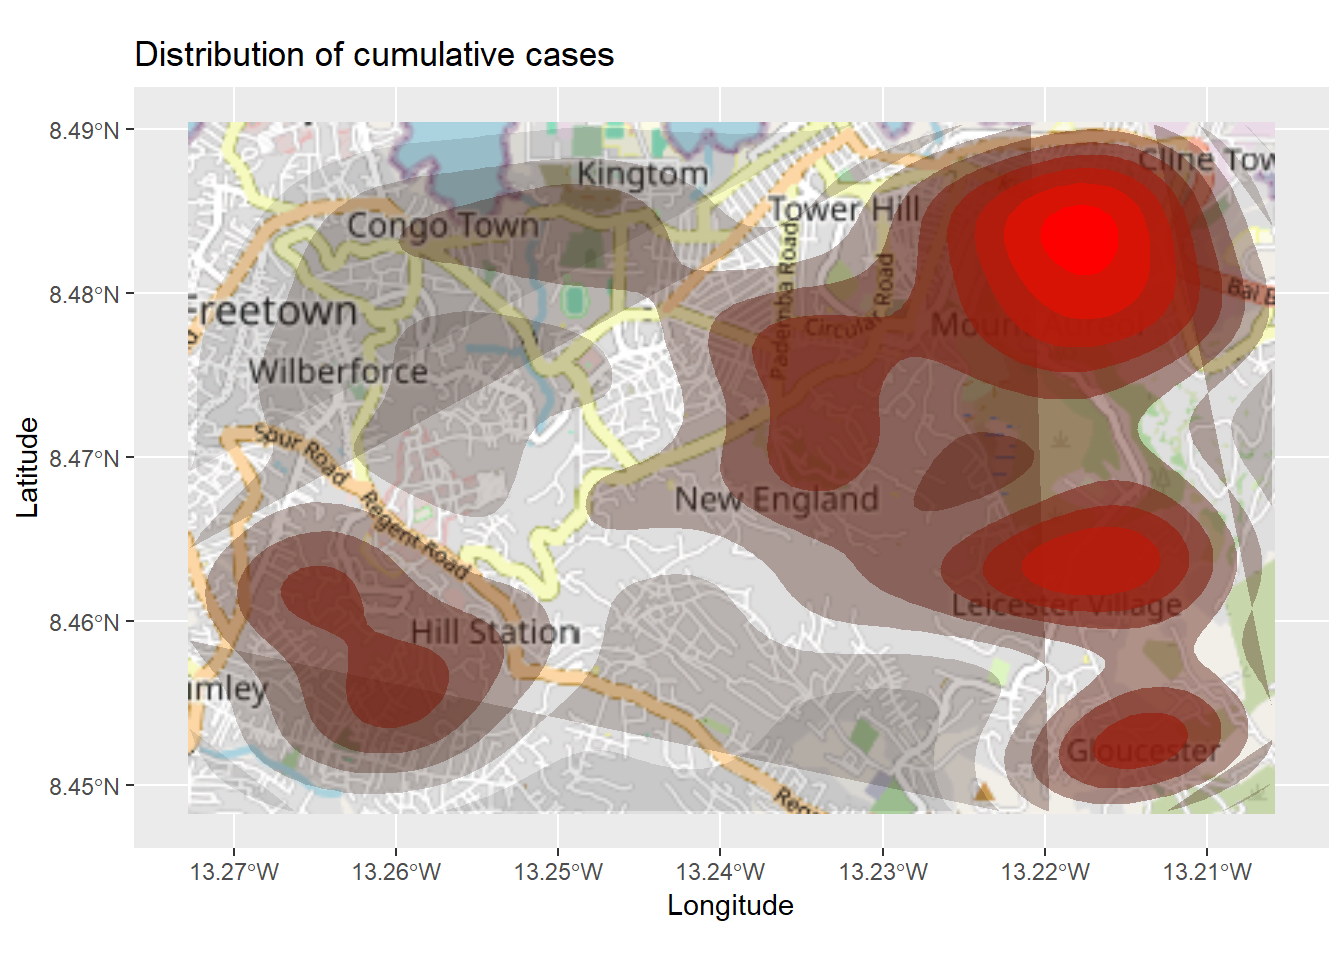 Distribution of cumulative cases
8.49°N
8.48°N
8.47°N
8.46°N
8.45°N
Latitude
Kingtom
Cline Tow
Congo Town
Tower Hill
Freetown
Bai B
Pademba Road
Circular Road
Mount Aureol
Wilberforce
Spur Road
Regent Road
New England
Leicester Village
Hill Station
umley
Gloucester
Reg
13.27°W
13.26°W
13.25°W
13.24°W
13.23°W
13.22°W
13.21°W
Longitude